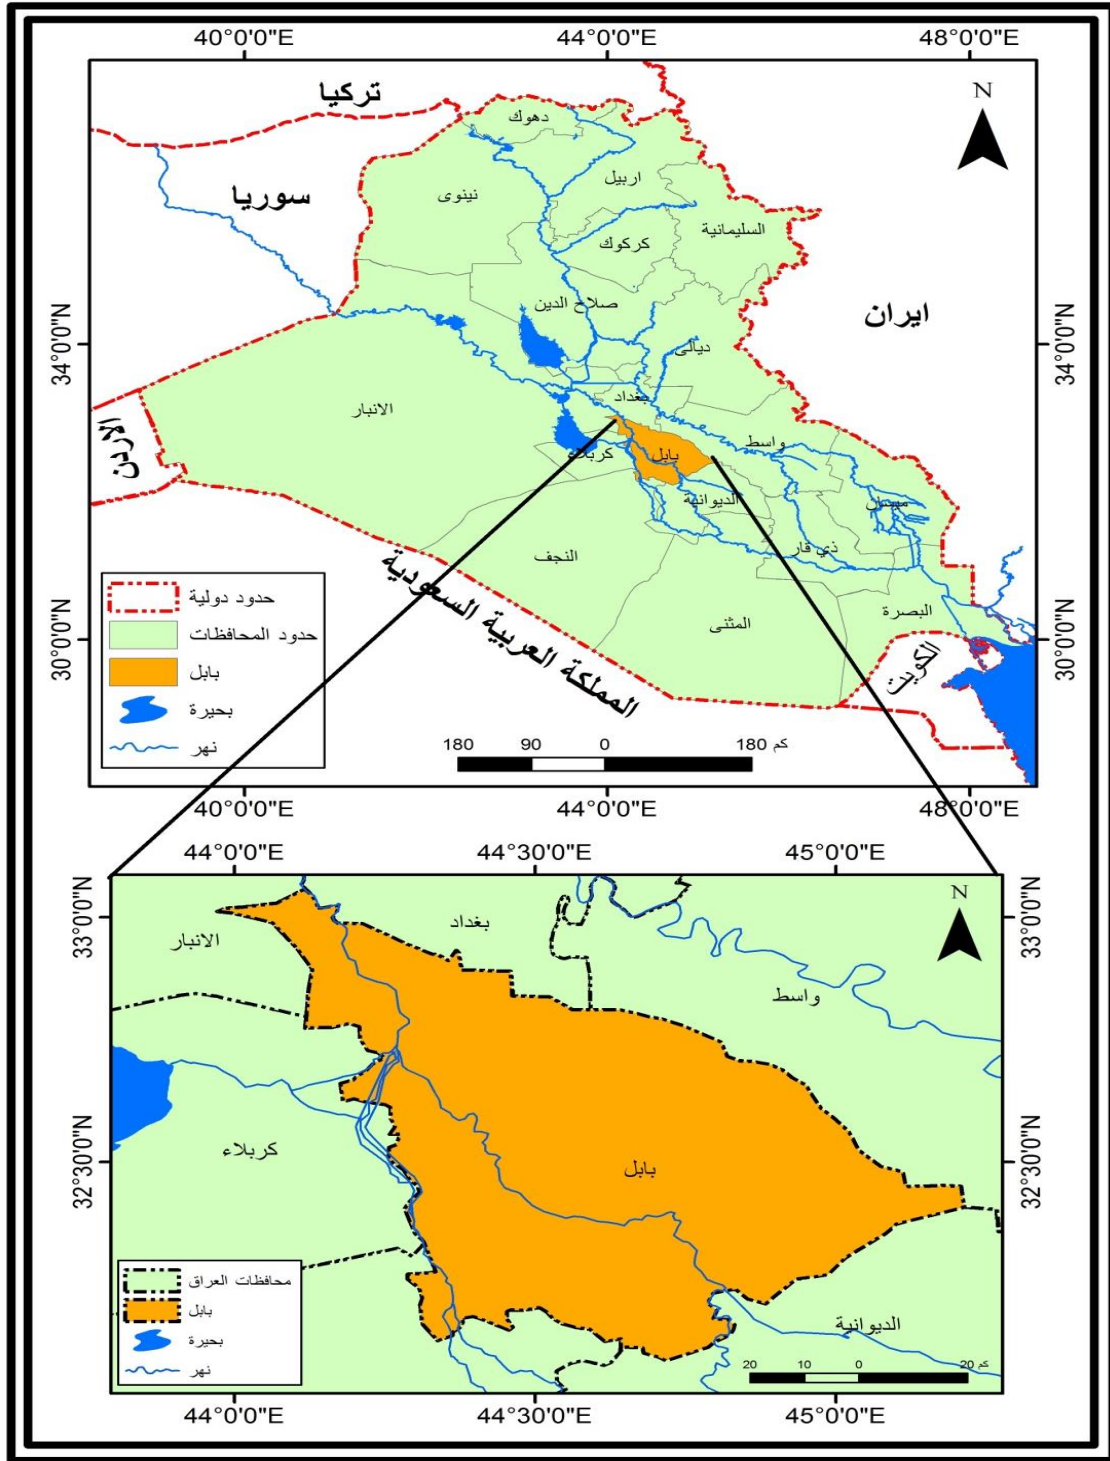 40°0'0"E 44°0'0"E 48°0'0"E
N
تركيا
دهوك
اربيل
سوريا
نينوى
السليمانية
كركوك
صلاح الدين
ايران
34°0'0"N
34°0'0"N
ديالى
بغداد
الانبار
الاردن
واسط
كربلاء
بابل
الديوانية
ميسان
ذي قار
النجف
المملكة العربية السعودية
البصرة
المثنى
الكويت
30°0'0"N
30°0'0"N
حدود دولية
حدود المحافظات
بابل
بحيرة
نهر
180 90 0 180 كم
40°0'0"E 44°0'0"E 48°0'0"E
44°0'0"E 44°30'0"E 45°0'0"E
N
33°0'0"N
33°0'0"N
بغداد
الانبار
واسط
كربلاء
بابل
32°30'0"N
32°30'0"N
محافظات العراق
بابل
بحيرة
نهر
الديوانية
20 10 0 20 كم
44°0'0"E 44°30'0"E 45°0'0"E